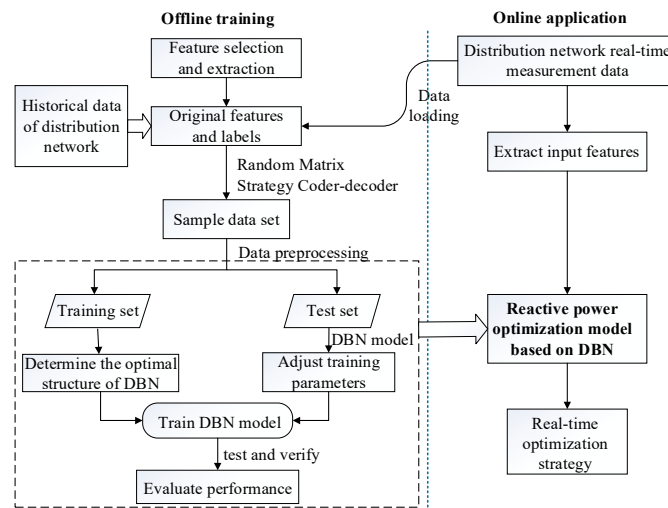 Offline training
Online application
Feature selection
and extraction
Distribution network real-time
measurement data
Historical data
of distribution
network
Original features
and labels
Data
loading
Extract input features
Random Matrix
Strategy Coder-decoder
Sample data set
Data preprocessing
Training set
Test set
DBN model
Reactive power
optimization model
based on DBN
Determine the optimal
structure of DBN
Adjust training
parameters
Train DBN model
Real-time
optimization
strategy
test and verify
Evaluate performance